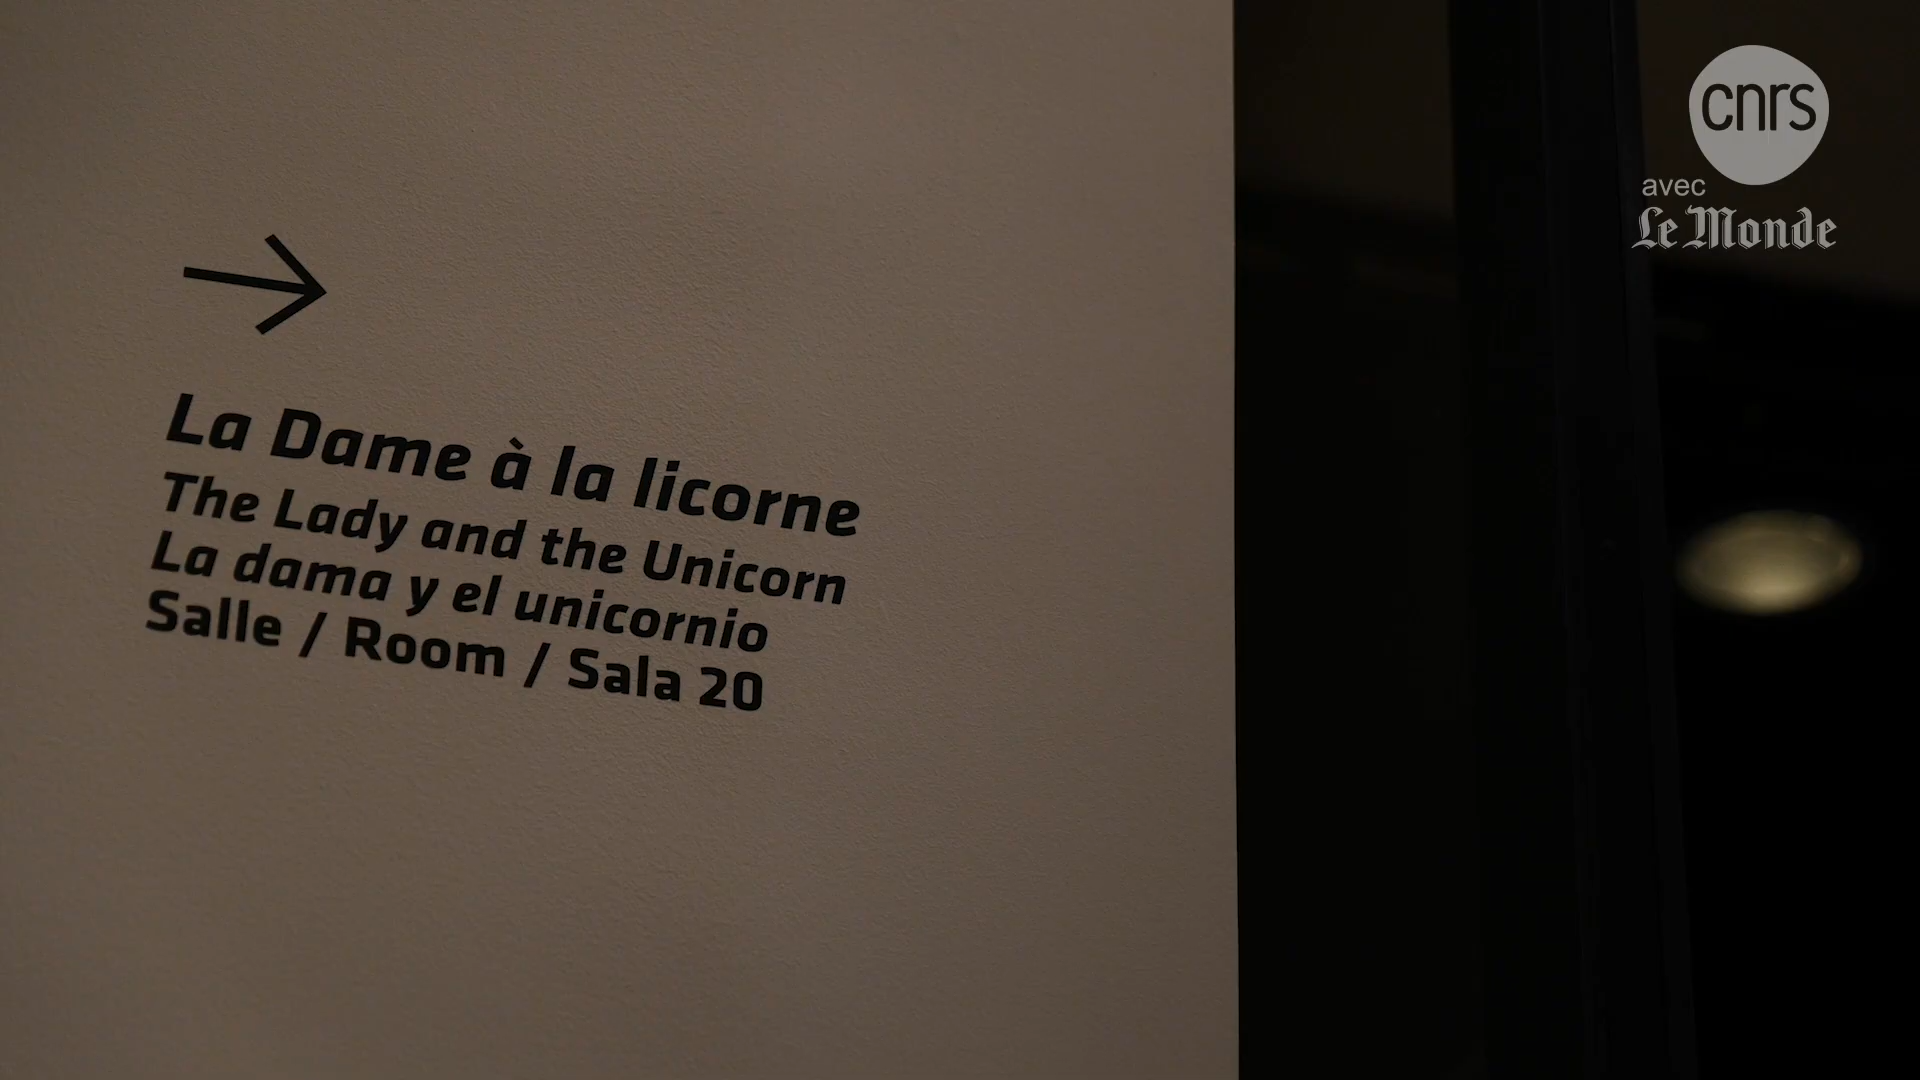 La Dame à la licorne
The Lady and the Unicorn
La dama y el unicornio
Salle / Room / Sala 20
cnrs
avec
Le Monde